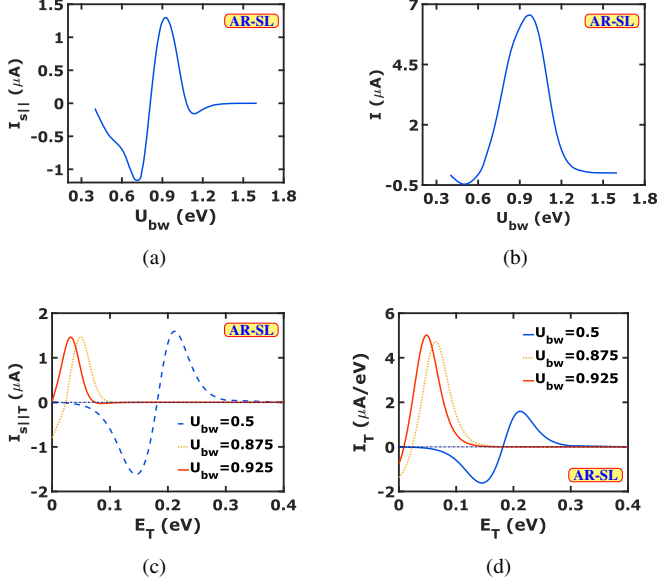 AR-SL
I_s|| (μA)
1.5
1
0.5
0
-0.5
-1
0.3 0.6 0.9 1.2 1.5 1.8
U_bw (eV)
(a)
AR-SL
I (μA)
7
4.5
2
-0.5
0.3 0.6 0.9 1.2 1.5 1.8
U_bw (eV)
(b)
AR-SL
I_s||T (μA)
2
1
0
-1
-2
U_bw=0.5
U_bw=0.875
U_bw=0.925
0 0.1 0.2 0.3 0.4
E_T (eV)
(c)
I_T (μA/eV)
6
4
2
0
-2
U_bw=0.5
U_bw=0.875
U_bw=0.925
AR-SL
0 0.1 0.2 0.3 0.4
E_T (eV)
(d)